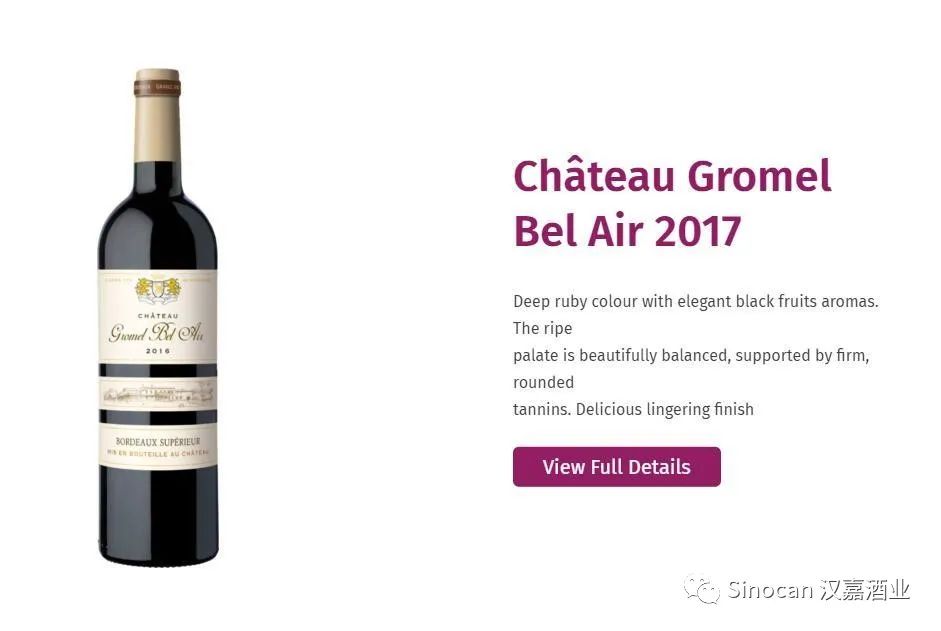 Château Gromel
Bel Air 2017
Deep ruby colour with elegant black fruits aromas.
The ripe
palate is beautifully balanced, supported by firm,
rounded
tannins. Delicious lingering finish
View Full Details
CHÂTEAU
Gromel Bel Air
2016
BORDEAUX SUPÉRIEUR
MIS EN BOUTEILLE AU CHÂTEAU
Sinocan 汉嘉酒业